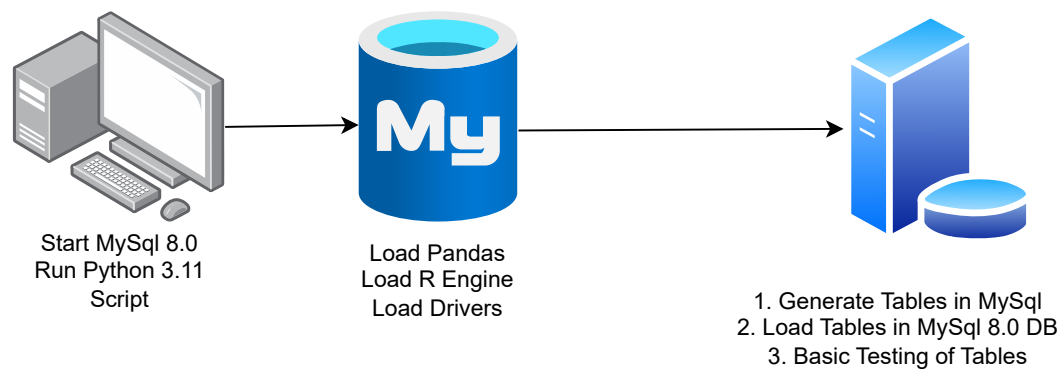 My
Start MySql 8.0
Run Python 3.11
Script
Load Pandas
Load R Engine
Load Drivers
1. Generate Tables in MySql
2. Load Tables in MySql 8.0 DB
3. Basic Testing of Tables